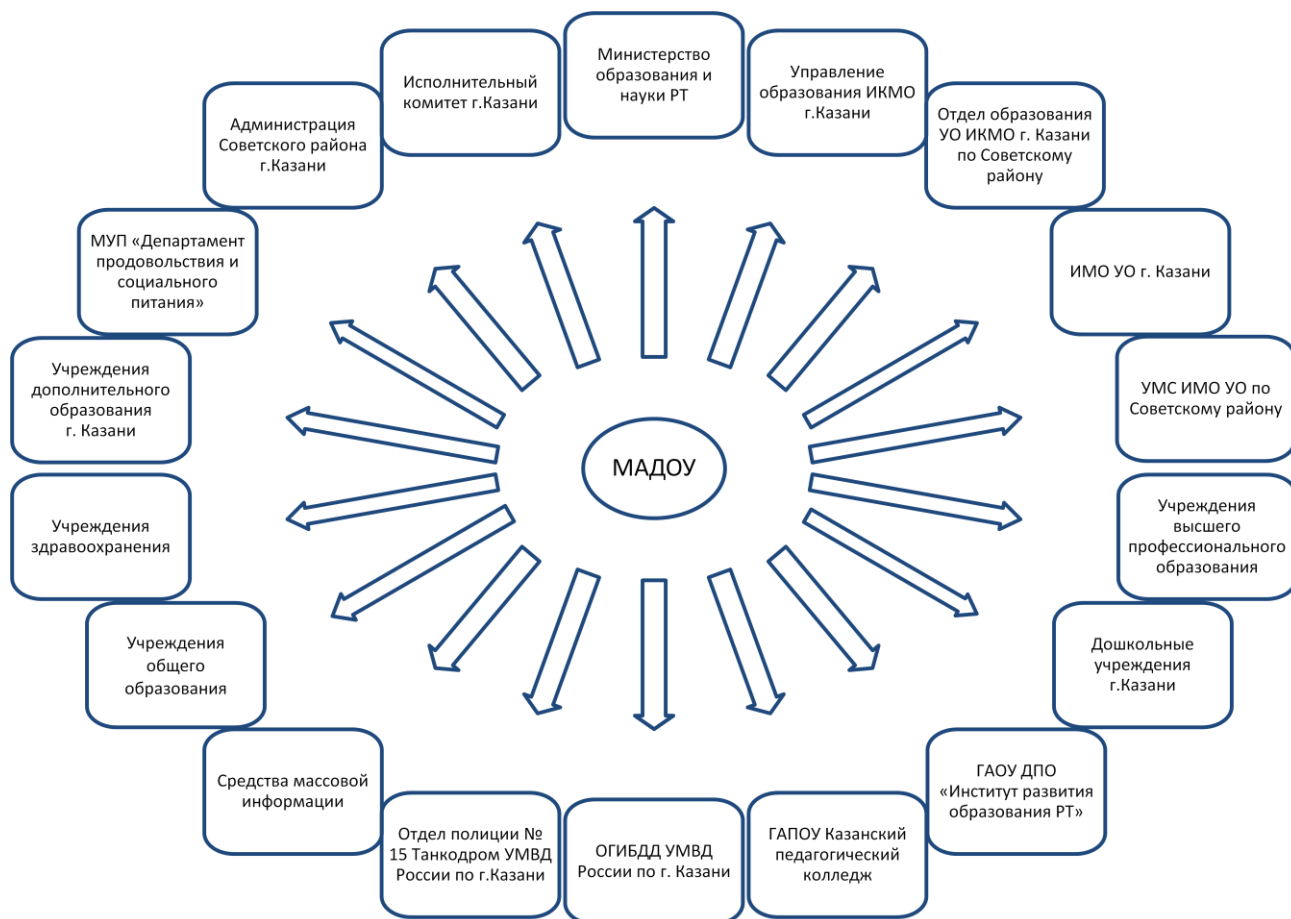 Министерство
образования и
науки РТ
Управление
образования ИКМО
г.Казани
Отдел образования
УО ИКМО г. Казани
по Советскому
району
ИМО УО г. Казани
УМС ИМО УО по
Советскому району
Учреждения
высшего
профессионального
образования
Дошкольные
учреждения
г.Казани
ГАОУ ДПО
«Институт развития
образования РТ»
ГАПОУ Казанский
педагогический
колледж
ОГИБДД УМВД
России по г. Казани
Отдел полиции №
15 Танкодром УМВД
России по г.Казани
Средства массовой
информации
Учреждения
общего
образования
Учреждения
здравоохранения
Учреждения
дополнительного
образования
г. Казани
МУП «Департамент
продовольствия и
социального
питания»
Администрация
Советского района
г.Казани
Исполнительный
комитет г.Казани
МАДОУ